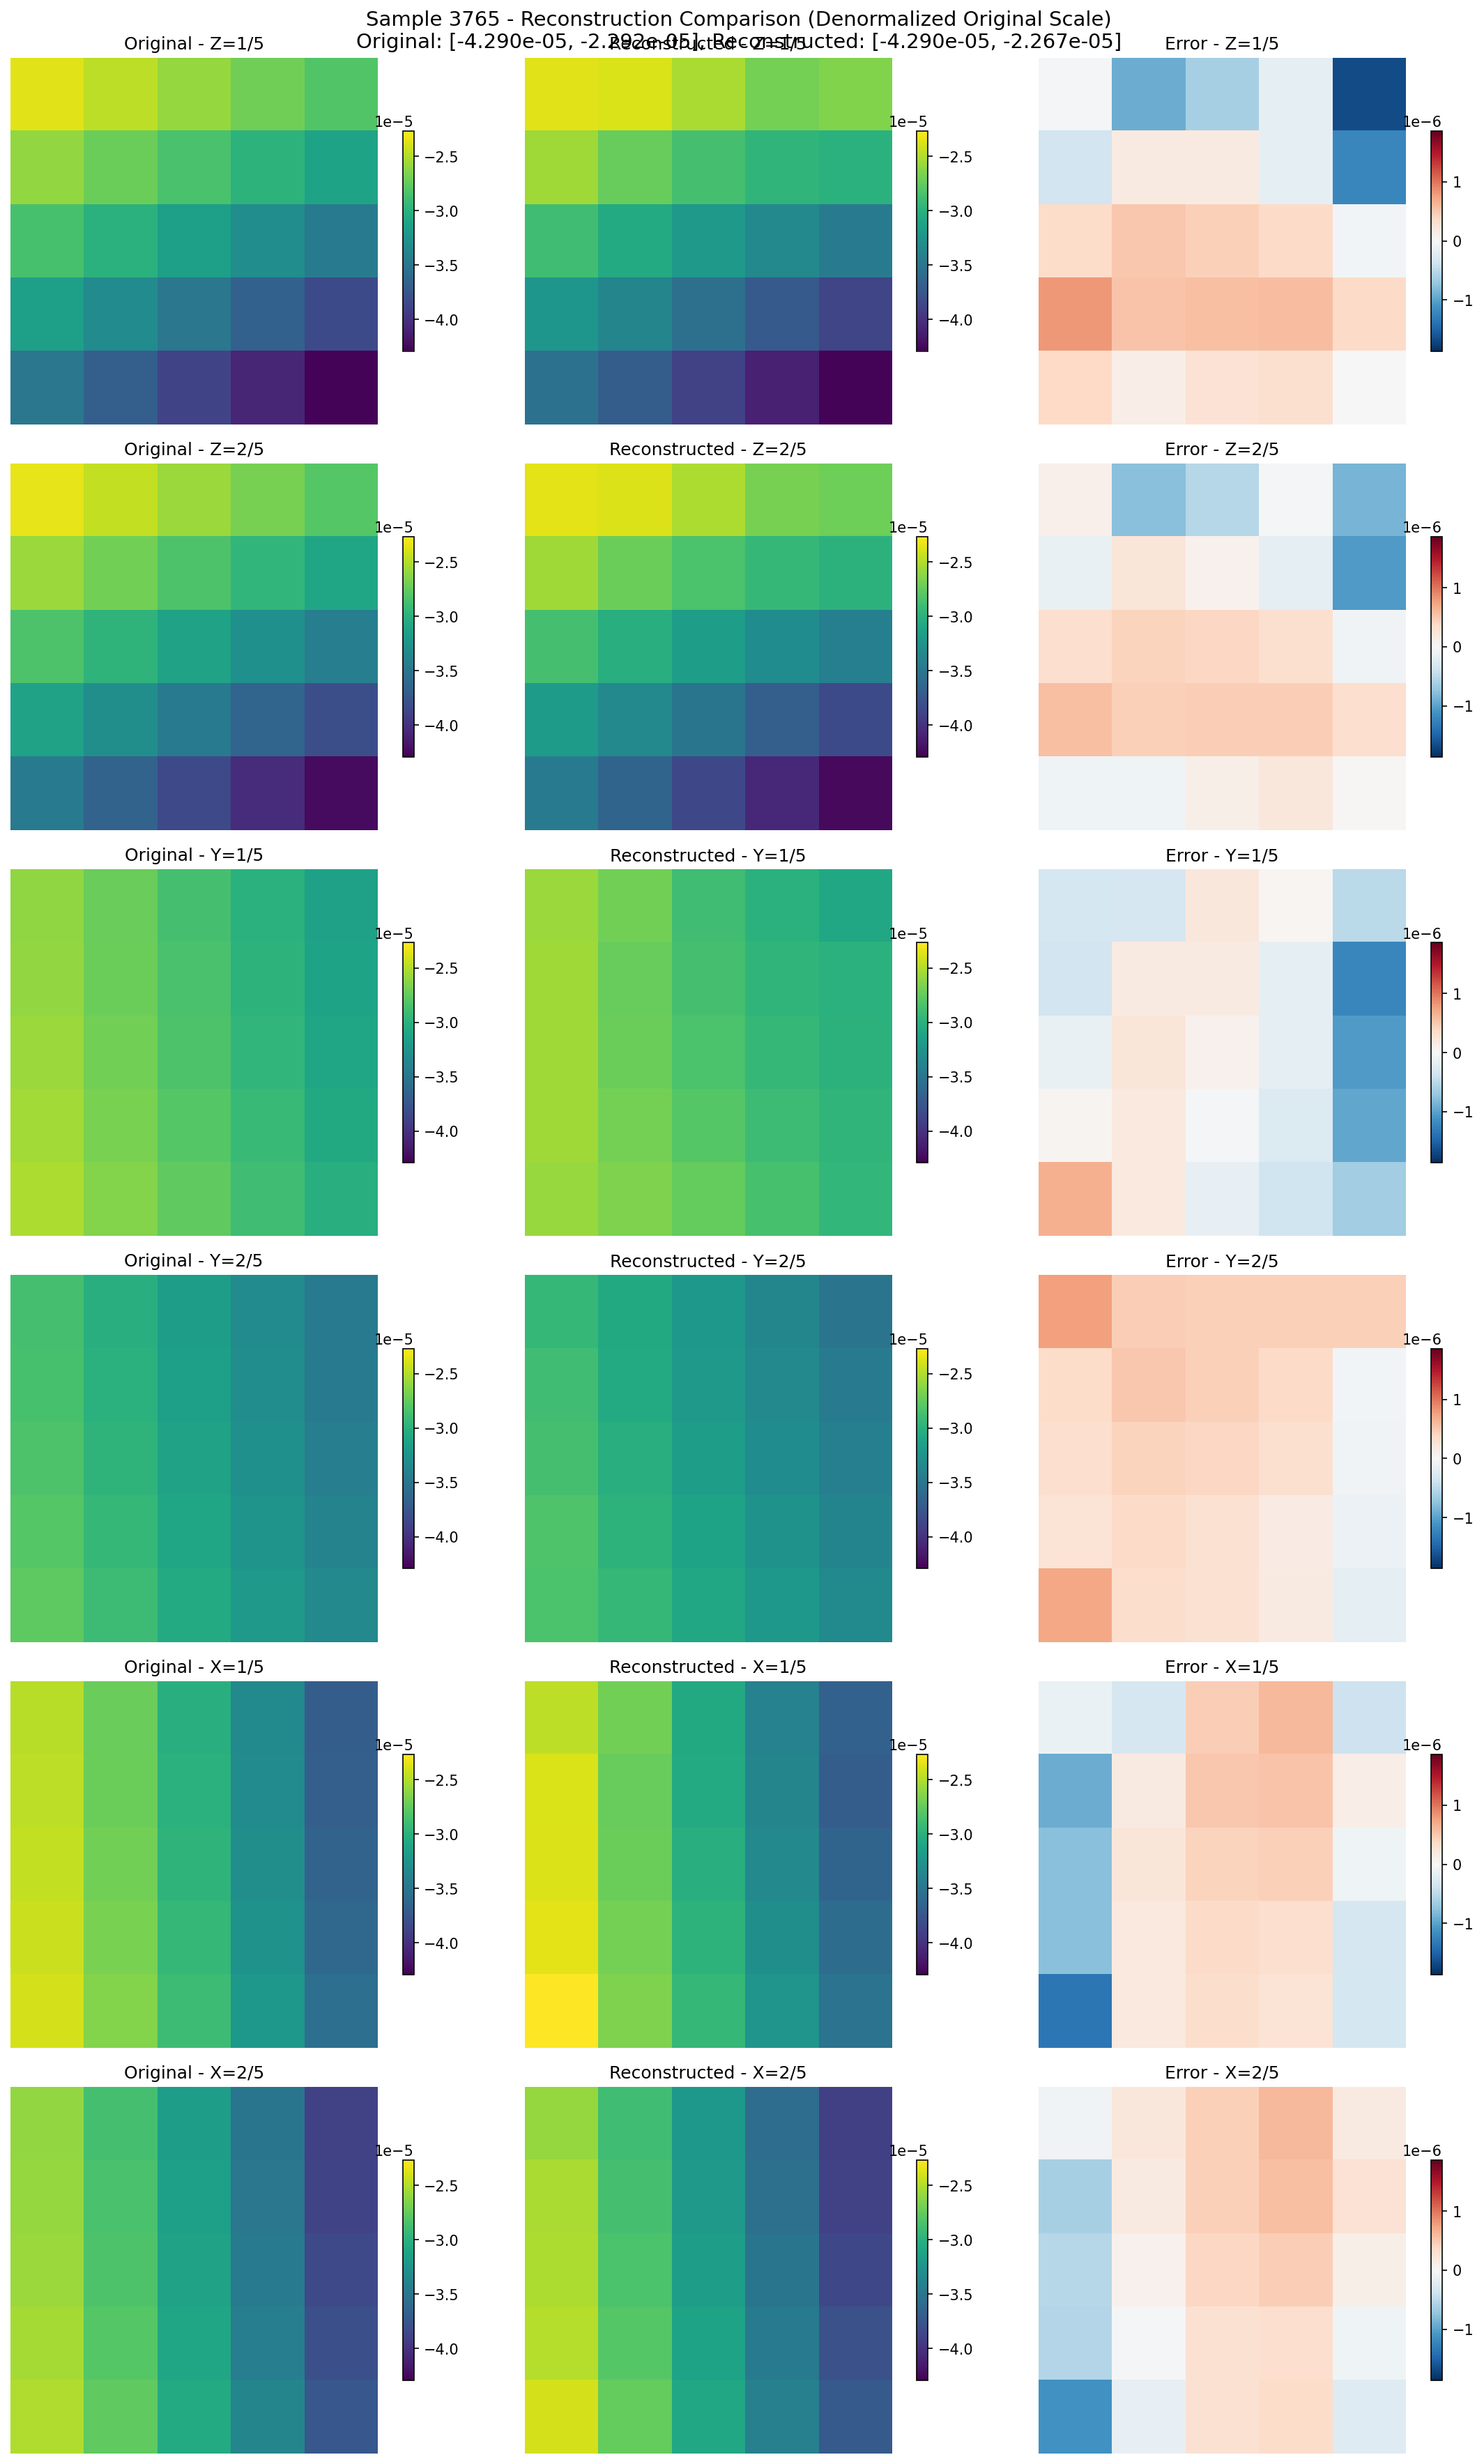 Sample 3765 - Reconstruction Comparison (Denormalized Original Scale)
Original: [-4.290e-05, -2.292e-05], Reconstructed: [-4.290e-05, -2.267e-05]
Original - Z=1/5
Reconstructed - Z=1/5
Error - Z=1/5
1e−5
−2.5
−3.0
−3.5
−4.0
1e−5
−2.5
−3.0
−3.5
−4.0
1e−6
1
0
−1
Original - Z=2/5
Reconstructed - Z=2/5
Error - Z=2/5
1e−5
−2.5
−3.0
−3.5
−4.0
1e−5
−2.5
−3.0
−3.5
−4.0
1e−6
1
0
−1
Original - Y=1/5
Reconstructed - Y=1/5
Error - Y=1/5
1e−5
−2.5
−3.0
−3.5
−4.0
1e−5
−2.5
−3.0
−3.5
−4.0
1e−6
1
0
−1
Original - Y=2/5
Reconstructed - Y=2/5
Error - Y=2/5
1e−5
−2.5
−3.0
−3.5
−4.0
1e−5
−2.5
−3.0
−3.5
−4.0
1e−6
1
0
−1
Original - X=1/5
Reconstructed - X=1/5
Error - X=1/5
1e−5
−2.5
−3.0
−3.5
−4.0
1e−5
−2.5
−3.0
−3.5
−4.0
1e−6
1
0
−1
Original - X=2/5
Reconstructed - X=2/5
Error - X=2/5
1e−5
−2.5
−3.0
−3.5
−4.0
1e−5
−2.5
−3.0
−3.5
−4.0
1e−6
1
0
−1